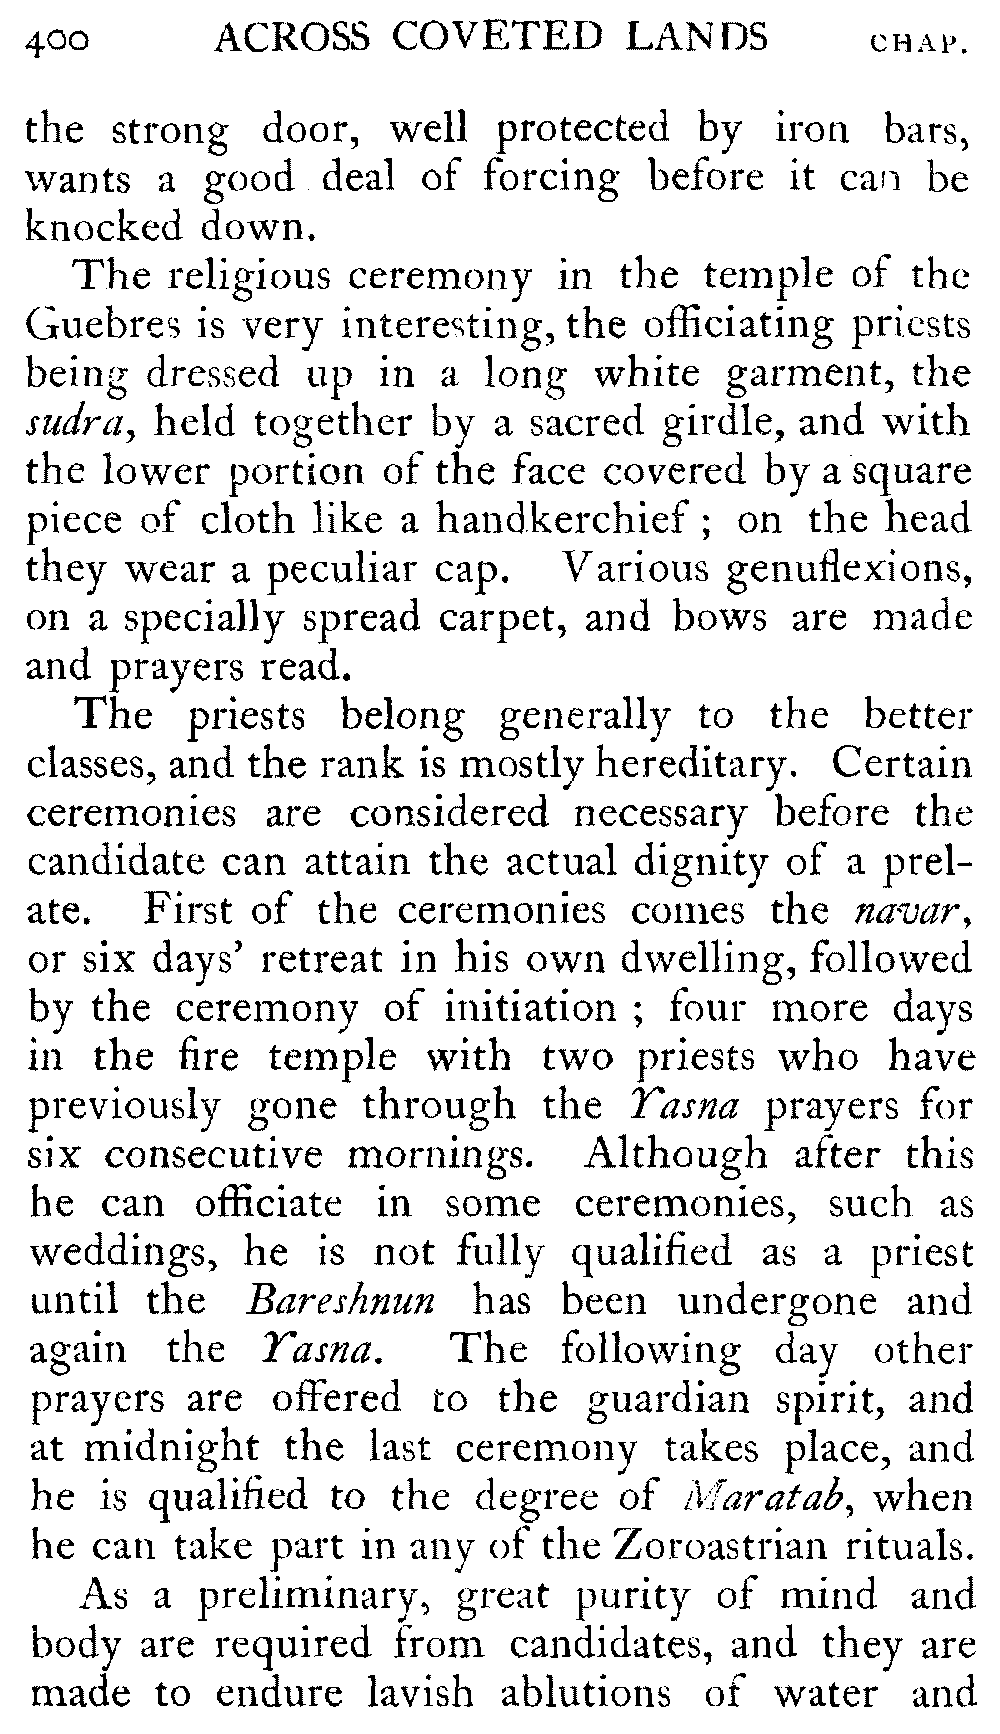 400 ACROSS COVETED LANDS CHAP.
the strong door, well protected by iron bars,
wants a good deal of forcing before it can be
knocked down.
The religious ceremony in the temple of the
Guebres is very interesting, the officiating priests
being dressed up in a long white garment, the
sudra, held together by a sacred girdle, and with
the lower portion of the face covered by a square
piece of cloth like a handkerchief ; on the head
they wear a peculiar cap. Various genuflexions,
on a specially spread carpet, and bows are made
and prayers read.
The priests belong generally to the better
classes, and the rank is mostly hereditary. Certain
ceremonies are considered necessary before the
candidate can attain the actual dignity of a prel-
ate. First of the ceremonies comes the navar,
or six days' retreat in his own dwelling, followed
by the ceremony of initiation ; four more days
in the fire temple with two priests who have
previously gone through the Yasna prayers for
six consecutive mornings. Although after this
he can officiate in some ceremonies, such as
weddings, he is not fully qualified as a priest
until the Bareshnun has been undergone and
again the Yasna. The following day other
prayers are offered to the guardian spirit, and
at midnight the last ceremony takes place, and
he is qualified to the degree of Maratab, when
he can take part in any of the Zoroastrian rituals.
As a preliminary, great purity of mind and
body are required from candidates, and they are
made to endure lavish ablutions of water and